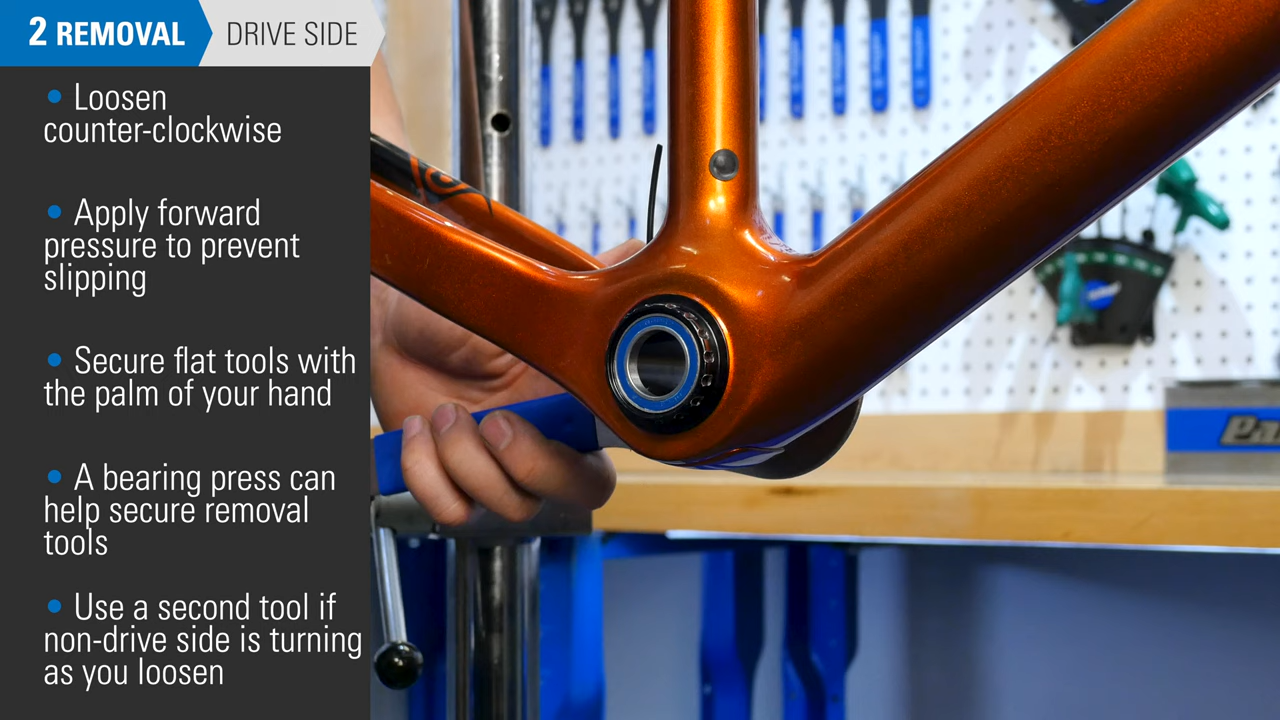 2 REMOVAL
DRIVE SIDE
• Loosen
counter-clockwise
• Apply forward
pressure to prevent
slipping
• Secure flat tools with
the palm of your hand
• A bearing press can
help secure removal
tools
• Use a second tool if
non-drive side is turning
as you loosen